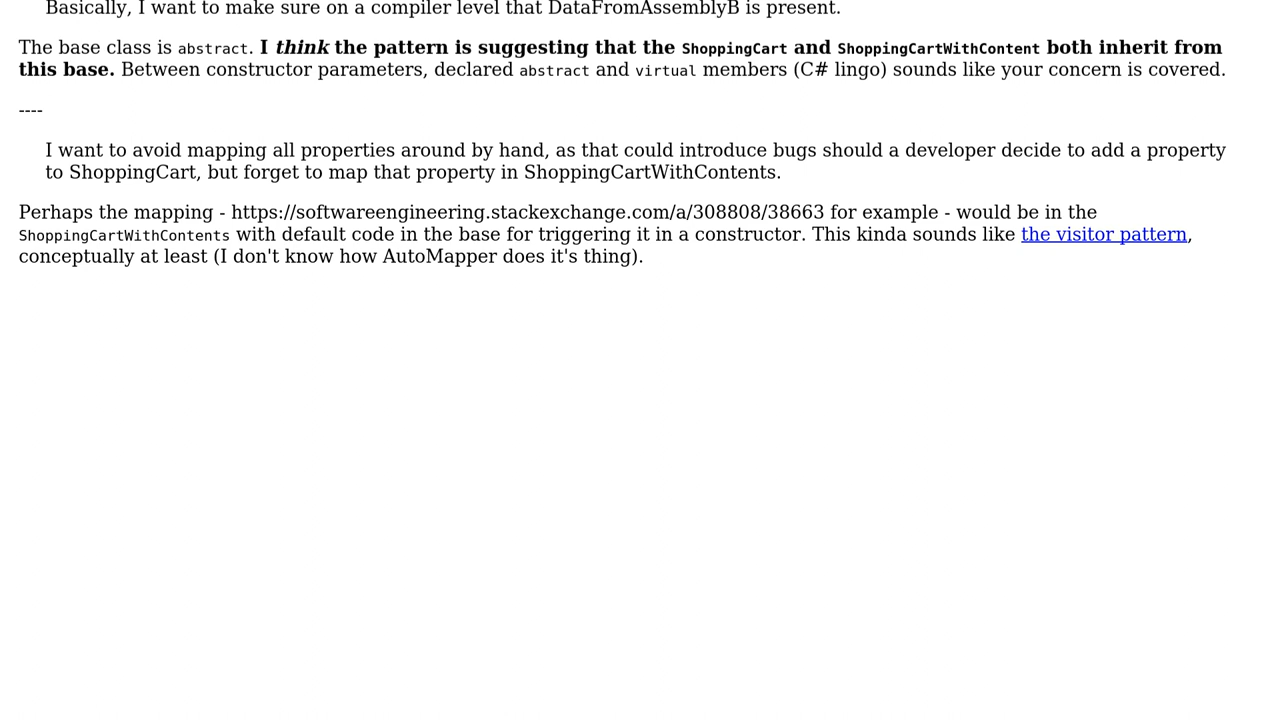 Basically, I want to make sure on a compiler level that DataFromAssemblyB is present.
The base class is abstract. I think the pattern is suggesting that the ShoppingCart and ShoppingCartWithContent both inherit from
this base. Between constructor parameters, declared abstract and virtual members (C# lingo) sounds like your concern is covered.
----
I want to avoid mapping all properties around by hand, as that could introduce bugs should a developer decide to add a property
to ShoppingCart, but forget to map that property in ShoppingCartWithContents.
Perhaps the mapping - https://softwareengineering.stackexchange.com/a/308808/38663 for example - would be in the
ShoppingCartWithContents with default code in the base for triggering it in a constructor. This kinda sounds like the visitor pattern,
conceptually at least (I don't know how AutoMapper does it's thing).